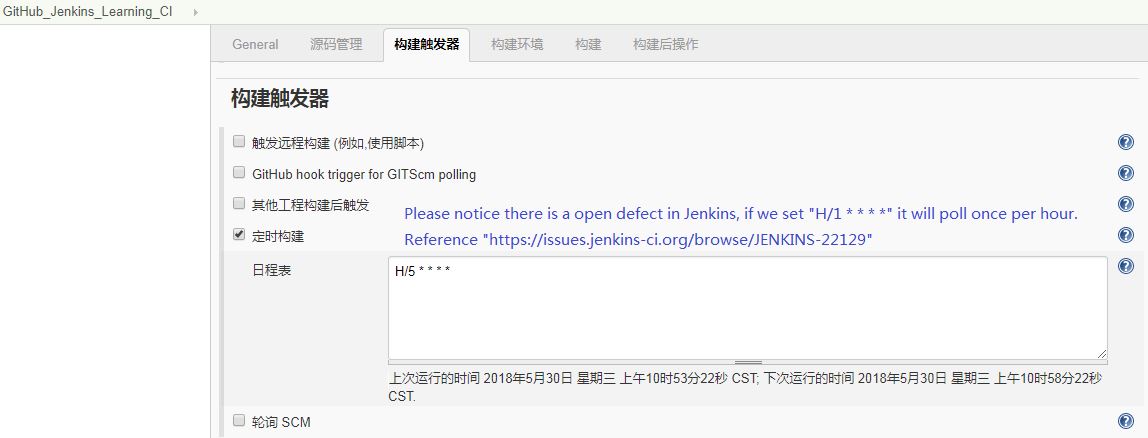 GitHub_Jenkins_Learning_CI
General 源码管理 构建触发器 构建环境 构建 构建后操作
构建触发器
触发远程构建 (例如,使用脚本)
GitHub hook trigger for GITScm polling
其他工程构建后触发
Please notice there is a open defect in Jenkins, if we set "H/1 * * * *" it will poll once per hour.
定时构建
Reference "https://issues.jenkins-ci.org/browse/JENKINS-22129"
日程表
H/5 * * * *
上次运行的时间 2018年5月30日 星期三 上午10时53分22秒 CST; 下次运行的时间 2018年5月30日 星期三 上午10时58分22秒
CST.
轮询 SCM